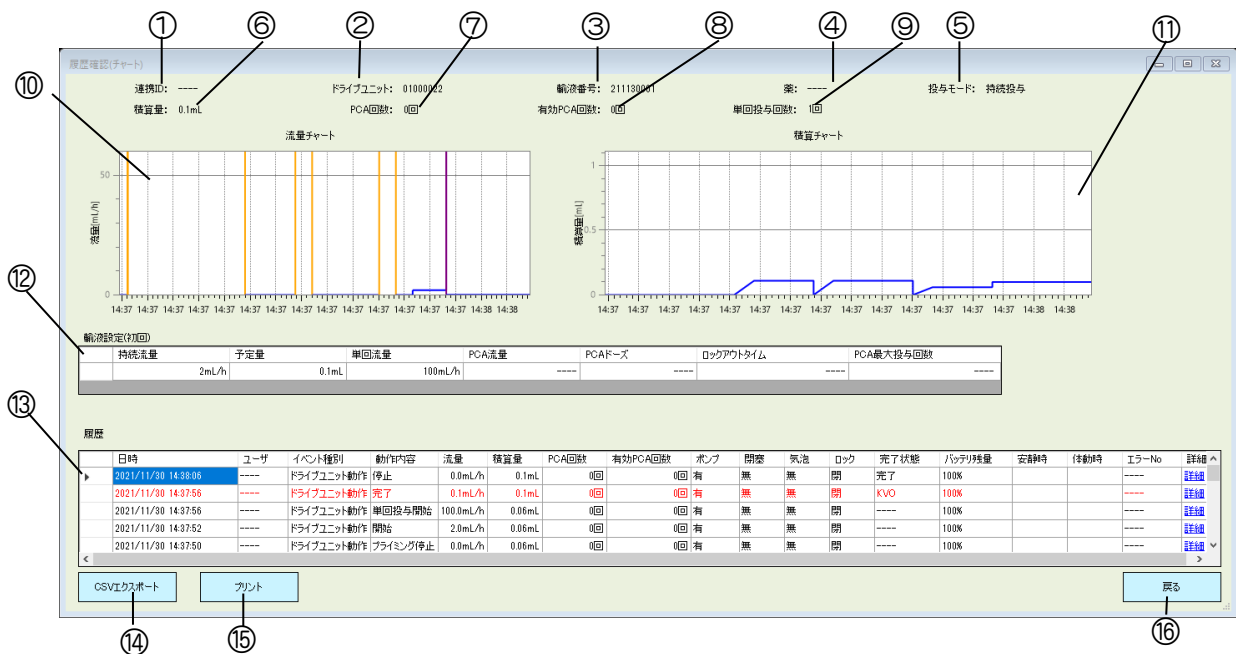 ① ⑥ ② ⑦ ③ ⑧ ④ ⑨ ⑤ ⑪
履歴確認(チャート)
⑩
連携ID: ---- ドライブユニット: 01000022 輸液番号: 211130001 薬: ---- 投与モード: 持続投与
積算量: 0.1mL PCA回数: 0回 有効PCA回数: 0回 単回投与回数: 1回
流量チャート 積算チャート
流量[mL/h]
50
0
14:37 14:37 14:37 14:37 14:37 14:37 14:37 14:37 14:37 14:37 14:37 14:37 14:37 14:38 14:38 14:38
積算量[mL]
1
0.5
0
14:37 14:37 14:37 14:37 14:37 14:37 14:37 14:37 14:37 14:37 14:37 14:37 14:37 14:37 14:38 14:38 14:38
⑫
輸液設定(初回)
持続流量 予定量 単回流量 PCA流量 PCAドーズ ロックアウトタイム PCA最大投与回数
2mL/h 0.1mL 100mL/h ---- ---- ---- ----
⑬
履歴
日時 ユーザ イベント種別 動作内容 流量 積算量 PCA回数 有効PCA回数 ポンプ 閉塞 気泡 ロック 完了状態 バッテリ残量 安静時 体動時 エラーNo 詳細
2021/11/30 14:38:06 ---- ドライブユニット動作 停止 0.0mL/h 0.1mL 0回 0回 有 無 無 閉 完了 100% ---- 詳細
2021/11/30 14:37:56 ---- ドライブユニット動作 完了 0.1mL/h 0.1mL 0回 0回 有 無 無 閉 KVO 100% ---- 詳細
2021/11/30 14:37:56 ---- ドライブユニット動作 単回投与開始 100.0mL/h 0.06mL 0回 0回 有 無 無 閉 ---- 100% ---- 詳細
2021/11/30 14:37:52 ---- ドライブユニット動作 開始 2.0mL/h 0.06mL 0回 0回 有 無 無 閉 ---- 100% ---- 詳細
2021/11/30 14:37:50 ---- ドライブユニット動作 プライミング停止 0.0mL/h 0.06mL 0回 0回 有 無 無 閉 ---- 100% ---- 詳細
CSVエクスポート プリント 戻る
⑭ ⑮ ⑯